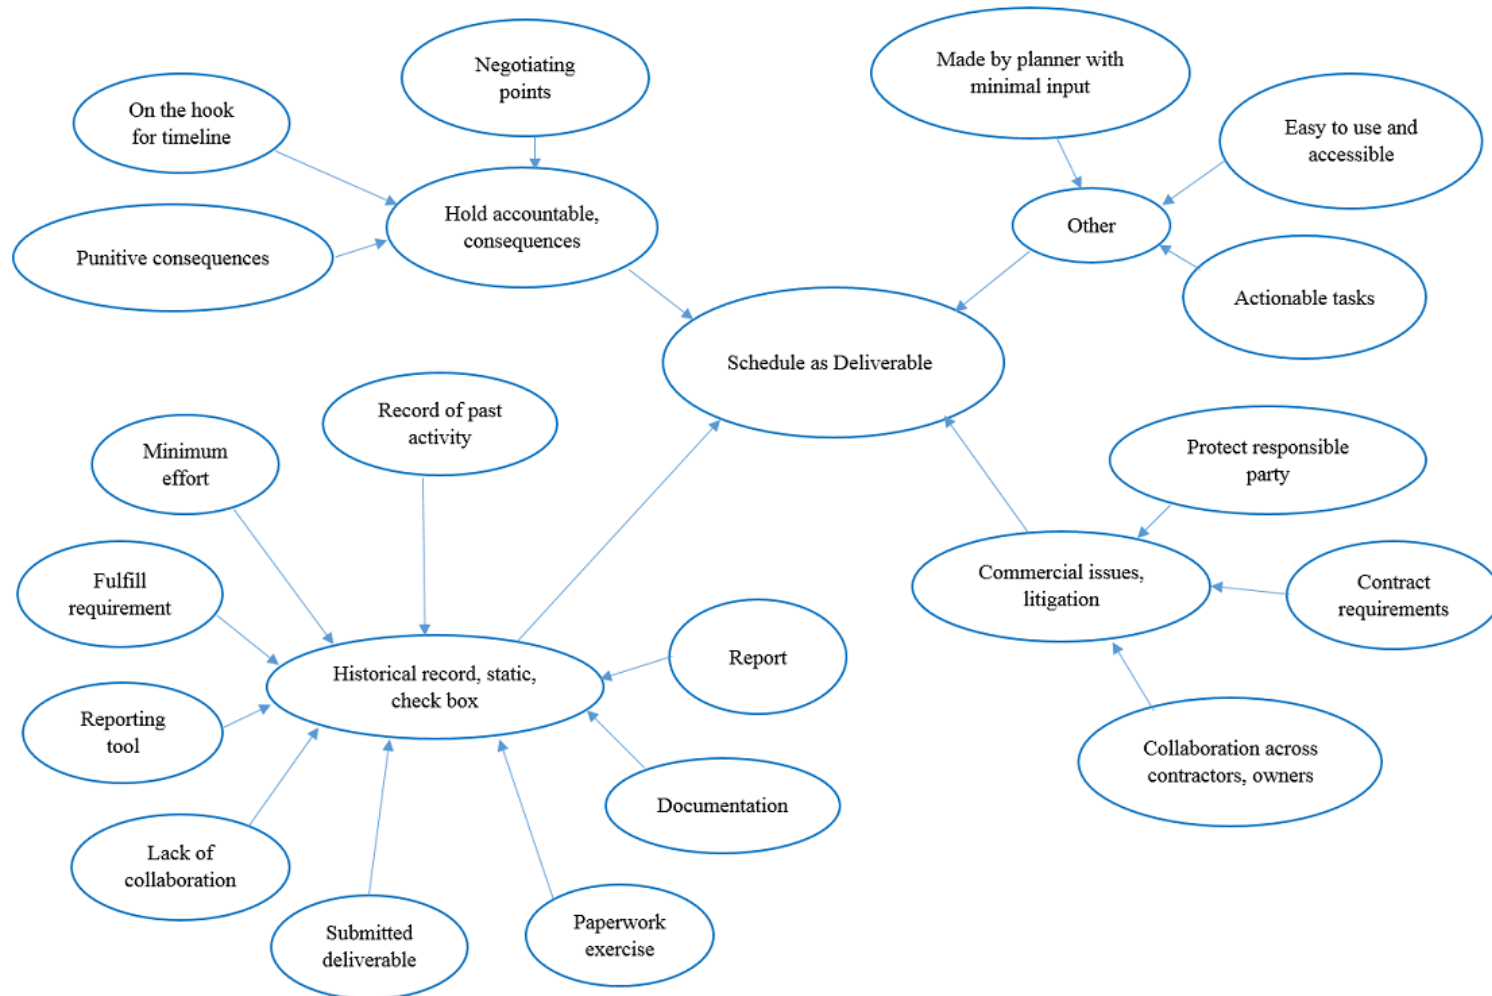 Negotiating
points
Made by planner with
minimal input
On the hook
for timeline
Easy to use and
accessible
Hold accountable,
consequences
Other
Punitive consequences
Actionable tasks
Schedule as Deliverable
Record of past
activity
Minimum
effort
Protect responsible
party
Fulfill
requirement
Commercial issues,
litigation
Contract
requirements
Historical record, static,
check box
Report
Reporting
tool
Collaboration across
contractors, owners
Documentation
Lack of
collaboration
Submitted
deliverable
Paperwork
exercise